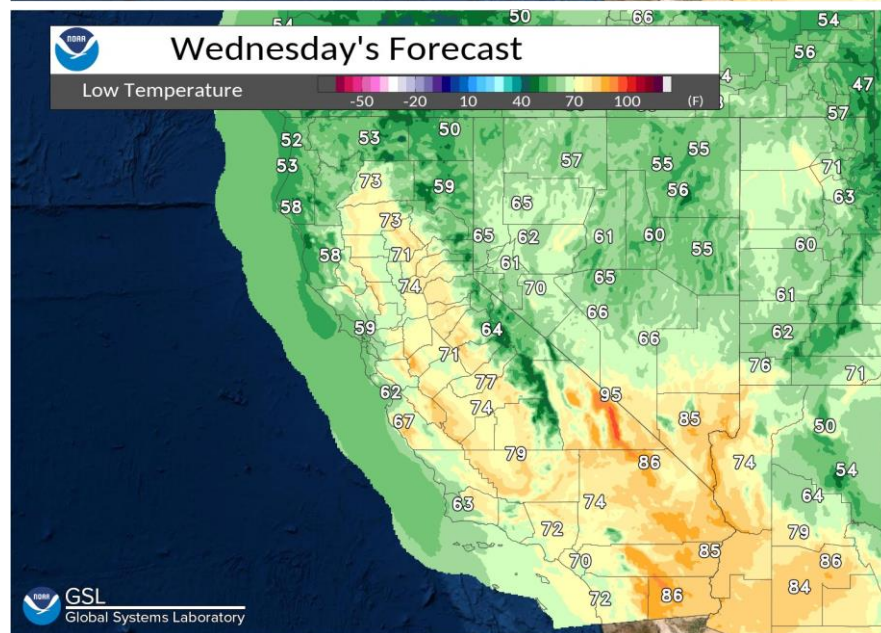 54 50 66 54
NOAA
Wednesday's Forecast
56
Low Temperature
-50 -20 10 40 70 100 (F)
47
57
52 53 50
53
57 55 55
71
73 59 56 63
58 65
73
65 62 61 60 60
58 71 61 55
74 70 65
61
66
59 64 66 62
71 76 71
77
62 74 95
67 85 50
79 86 74 54
63 74 64
72 79
70 85 86
86 84
72
NOAA
GSL
Global Systems Laboratory